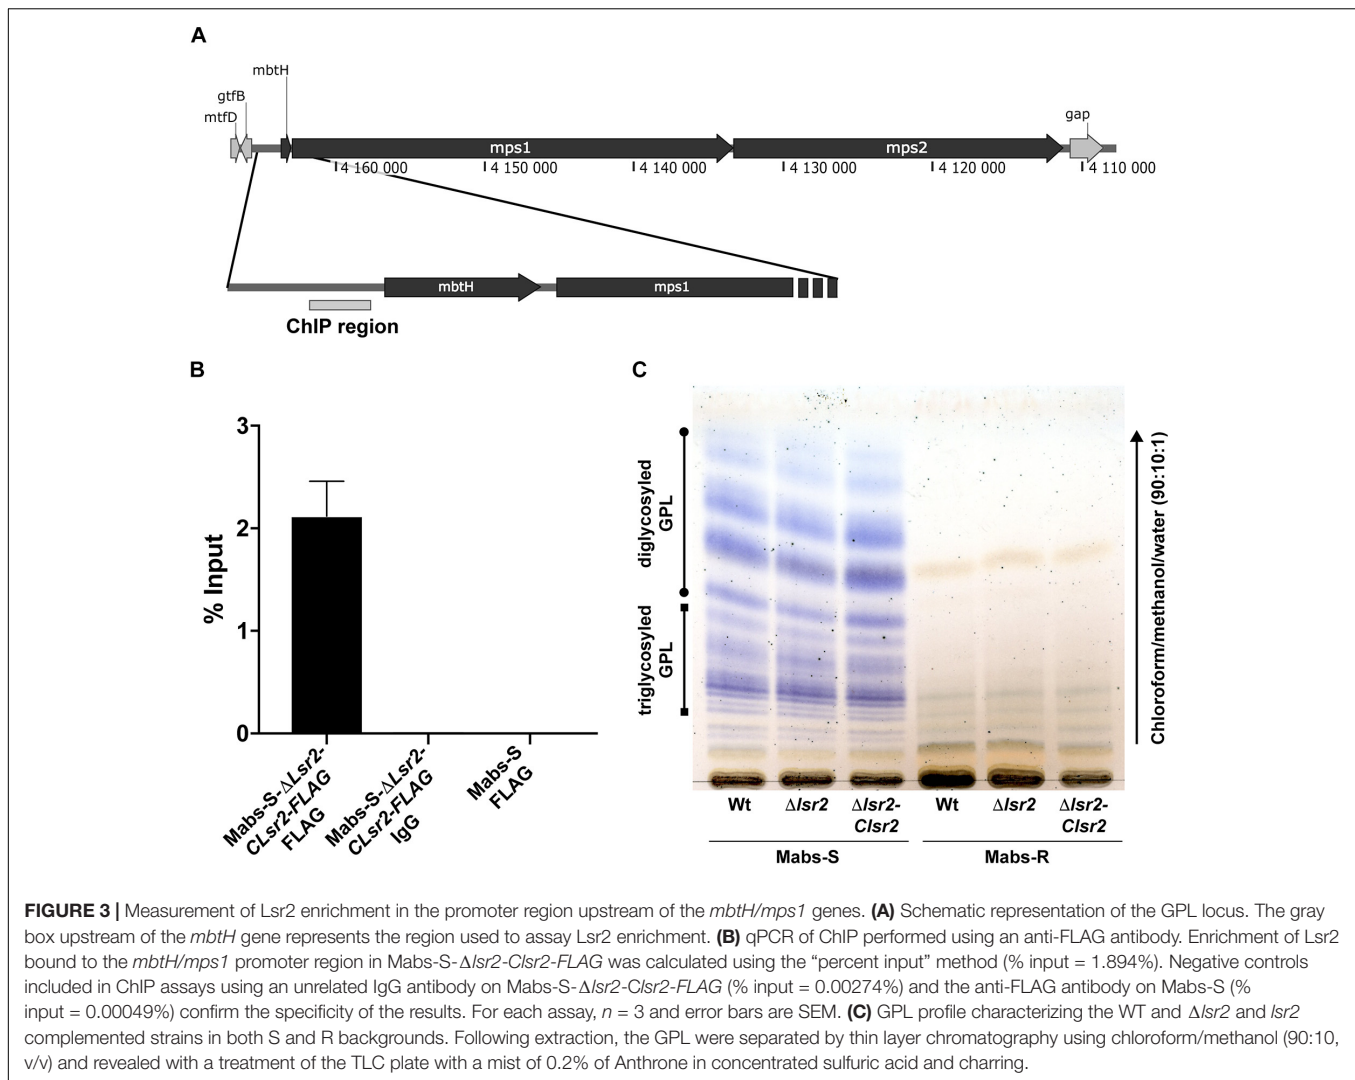 A
mbtH
gtfB
mtfD
gap
mps1
mps2
4 160 000
4 150 000
4 140 000
4 130 000
4 120 000
4 110 000
mbtH
mps1
ChIP region
B
% Input
3
2
1
0
Mabs-S-ΔLsr2-
CLsr2-FLAG
FLAG
Mabs-S-ΔLsr2-
CLsr2-FLAG
IgG
Mabs-S
FLAG
C
diglycosyled
GPL
triglycosyled
GPL
Chloroform/methanol/water (90:10:1)
Wt
Δlsr2
Δlsr2-
Clsr2
Wt
Δlsr2
Δlsr2-
Clsr2
Mabs-S
Mabs-R
FIGURE 3 | Measurement of Lsr2 enrichment in the promoter region upstream of the mbtH/mps1 genes. (A) Schematic representation of the GPL locus. The gray
box upstream of the mbtH gene represents the region used to assay Lsr2 enrichment. (B) qPCR of ChIP performed using an anti-FLAG antibody. Enrichment of Lsr2
bound to the mbtH/mps1 promoter region in Mabs-S-Δlsr2-Clsr2-FLAG was calculated using the “percent input” method (% input = 1.894%). Negative controls
included in ChIP assays using an unrelated IgG antibody on Mabs-S-Δlsr2-Clsr2-FLAG (% input = 0.00274%) and the anti-FLAG antibody on Mabs-S (%
input = 0.00049%) confirm the specificity of the results. For each assay, n = 3 and error bars are SEM. (C) GPL profile characterizing the WT and Δlsr2 and lsr2
complemented strains in both S and R backgrounds. Following extraction, the GPL were separated by thin layer chromatography using chloroform/methanol (90:10,
v/v) and revealed with a treatment of the TLC plate with a mist of 0.2% of Anthrone in concentrated sulfuric acid and charring.